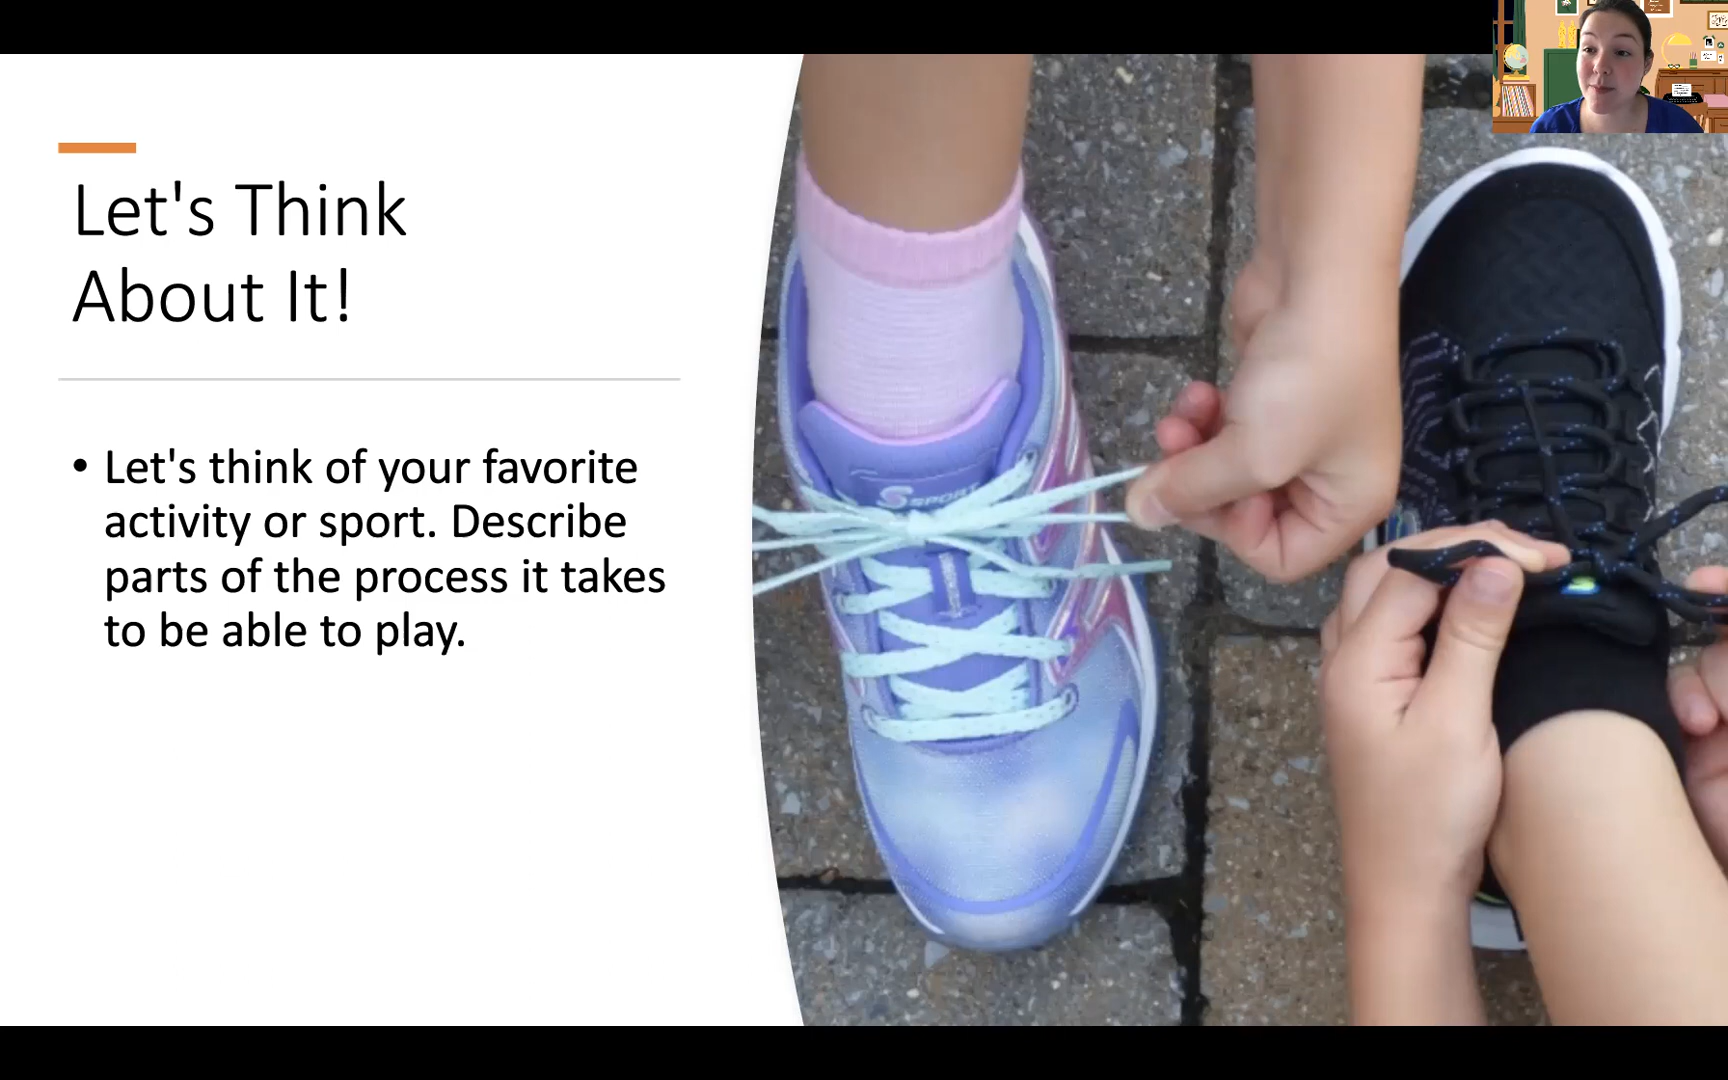 Let's Think
About It!
• Let's think of your favorite
activity or sport. Describe
parts of the process it takes
to be able to play.
S SPORT